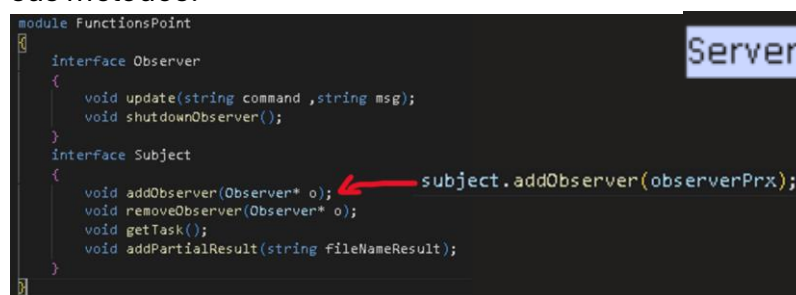 module FunctionsPoint
{
interface Observer
{
void update(string command ,string msg);
void shutdownObserver();
}
interface Subject
{
void addObserver(Observer* o);
void removeObserver(Observer* o);
void getTask();
void addPartialResult(string fileNameResult);
}
}
Server
subject.addObserver(observerPrx);